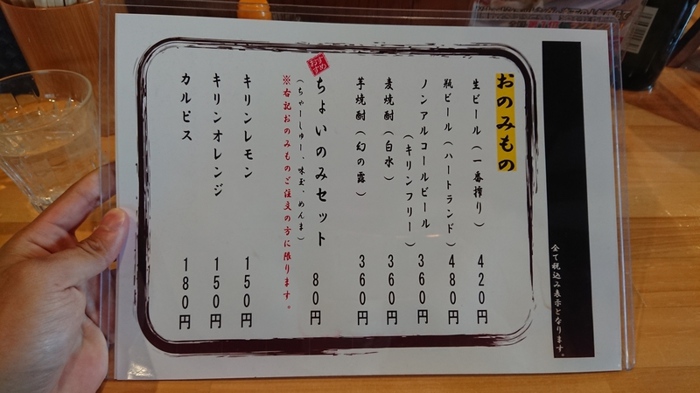 おのみもの
生ビール（一番搾り） 420円
瓶ビール（ハートランド） 480円
ノンアルコールビール
（キリンフリー） 360円
麦焼酎（白水） 360円
芋焼酎（幻の露） 360円
おすすめ
ちょいのみセット 80円
（ちゃーしゅー、味玉、めんま）
※右記おのみものご注文の方に限ります。
キリンレモン 150円
キリンオレンジ 150円
カルピス 180円
全て税込み表示となります。